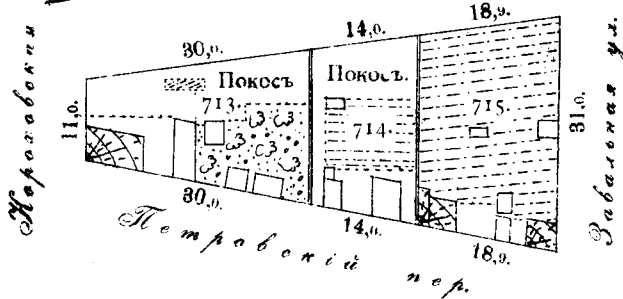 30,0. 14,0. 18,9.
Покосъ Покосъ.
713. 714. 715.
11,0. 31,0.
30,0. 14,0. 18,9.
Жороховскии
Петровскій пер.
Завальная ул.